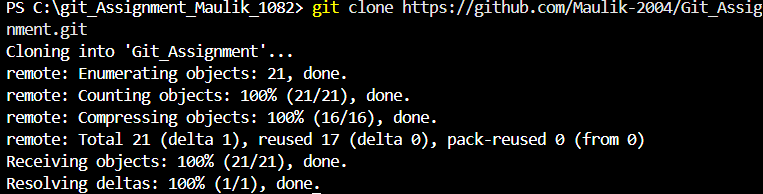 PS C:\git_Assignment_Maulik_1082> git clone https://github.com/Maulik-2004/Git_Assig
nment.git
Cloning into 'Git_Assignment'...
remote: Enumerating objects: 21, done.
remote: Counting objects: 100% (21/21), done.
remote: Compressing objects: 100% (16/16), done.
remote: Total 21 (delta 1), reused 17 (delta 0), pack-reused 0 (from 0)
Receiving objects: 100% (21/21), done.
Resolving deltas: 100% (1/1), done.